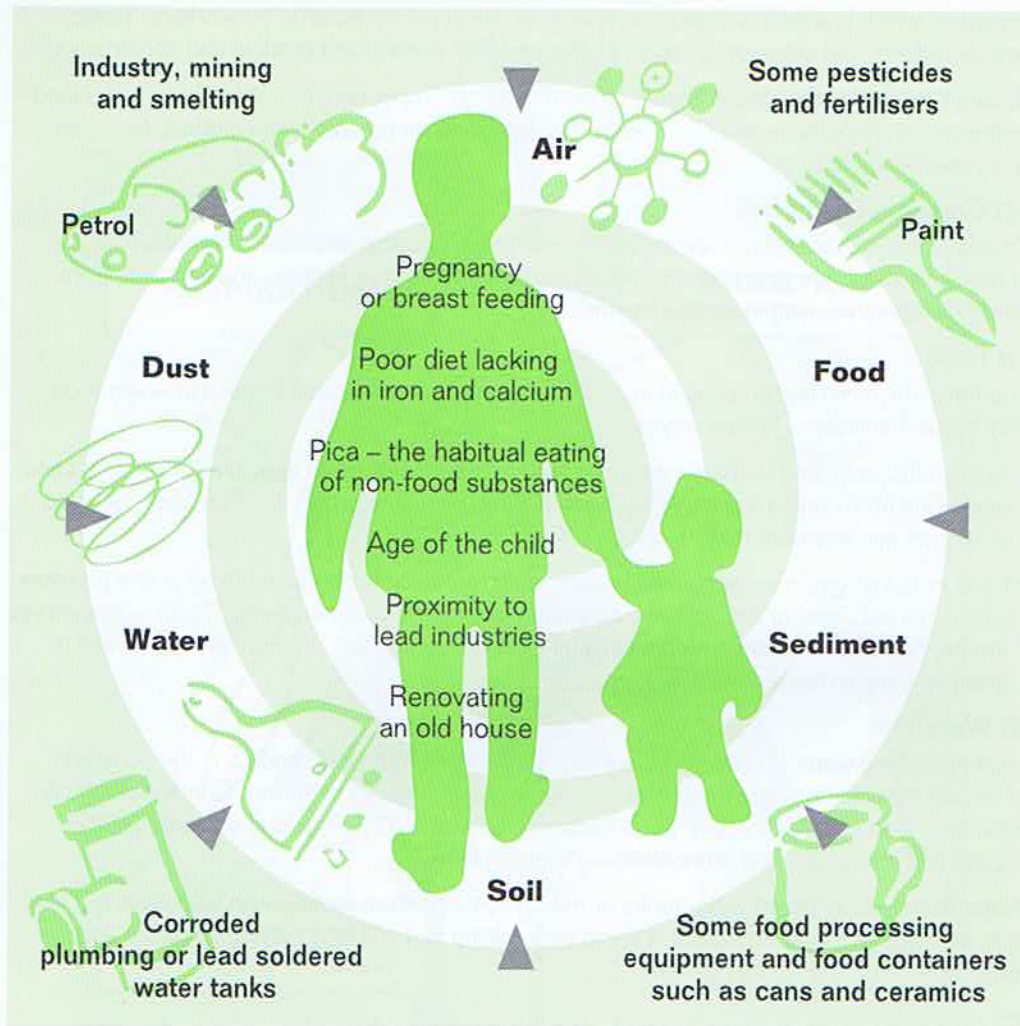 Industry, mining
and smelting
Some pesticides
and fertilisers
Air
Petrol
Paint
Pregnancy
or breast feeding
Dust
Poor diet lacking
in iron and calcium
Food
Pica – the habitual eating
of non-food substances
Age of the child
Water
Proximity to
lead industries
Sediment
Renovating
an old house
Soil
Corroded
plumbing or lead soldered
water tanks
Some food processing
equipment and food containers
such as cans and ceramics